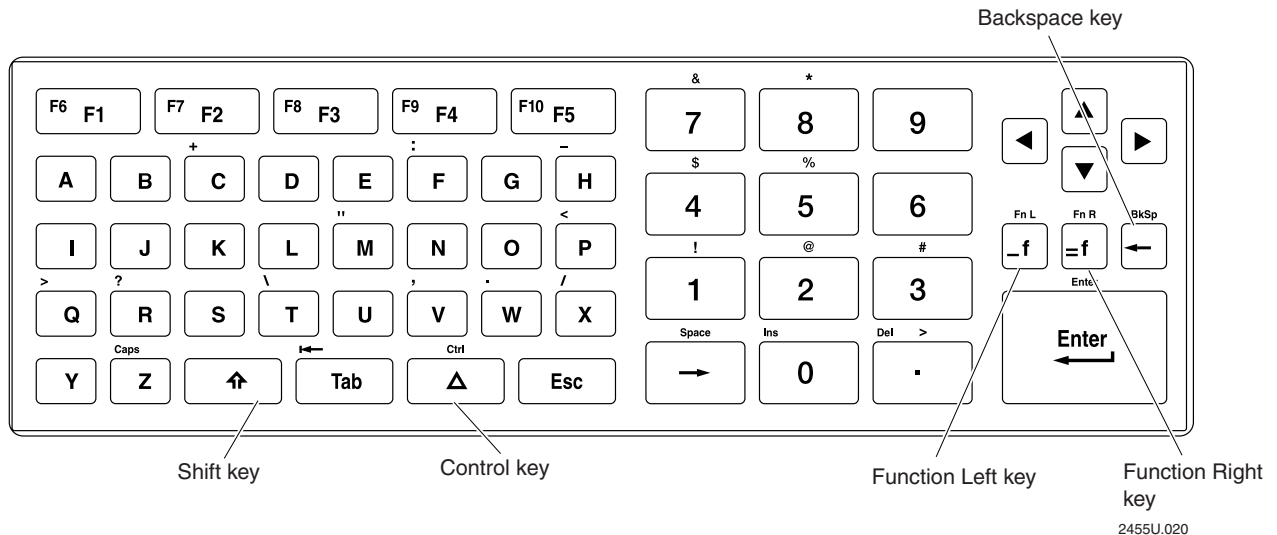 Backspace key
& *
F6 F1 F7 F2 F8 F3 F9 F4 F10 F5 7 8 9
+ : –
A B C D E F G H
$ %
4 5 6
" <
Fn L Fn R BkSp
I J K L M N O P
_f =f
! @ #
1 2 3
> ? \ , . /
Enter
Q R S T U V W X
Enter
Caps Ctrl
Space Ins Del >
Y Z Tab Esc
0 .
Shift key
Control key
Function Left key
Function Right
key
2455U.020